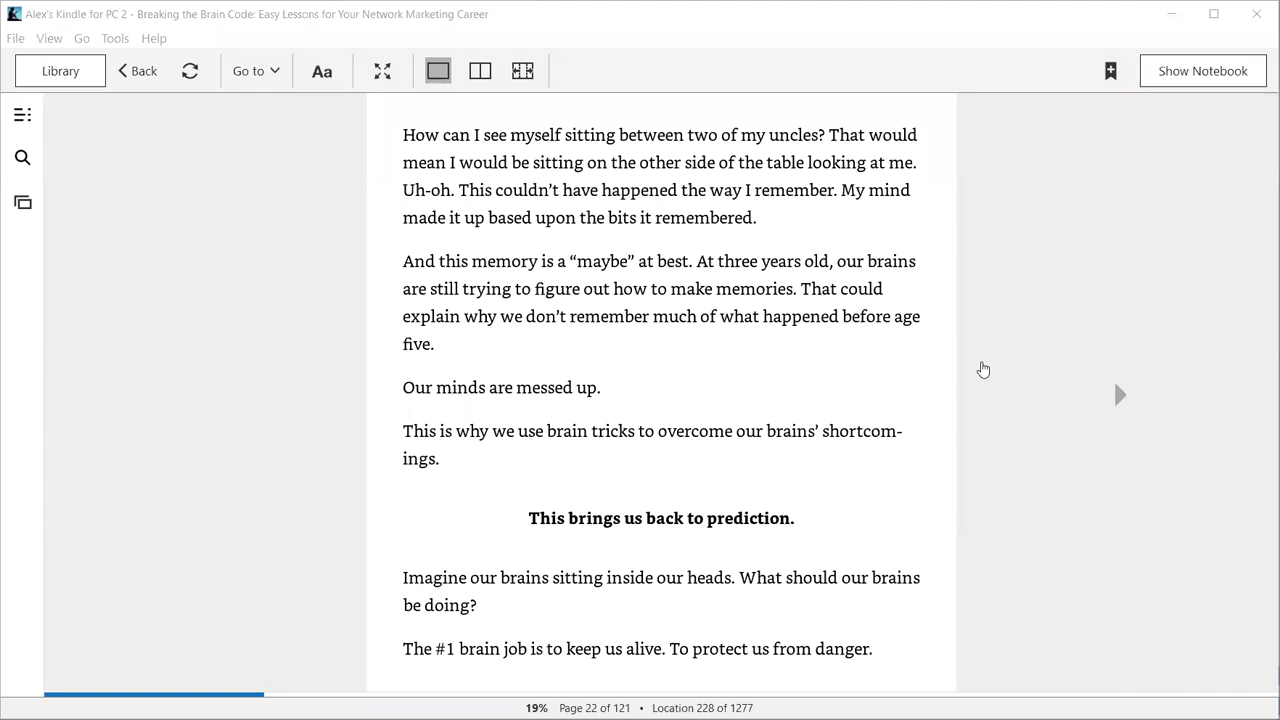 Alex's Kindle for PC 2 - Breaking the Brain Code: Easy Lessons for Your Network Marketing Career
File View Go Tools Help
Library Back Go to Aa Show Notebook
How can I see myself sitting between two of my uncles? That would
mean I would be sitting on the other side of the table looking at me.
Uh-oh. This couldn’t have happened the way I remember. My mind
made it up based upon the bits it remembered.
And this memory is a “maybe” at best. At three years old, our brains
are still trying to figure out how to make memories. That could
explain why we don’t remember much of what happened before age
five.
Our minds are messed up.
This is why we use brain tricks to overcome our brains’ shortcom-
ings.
This brings us back to prediction.
Imagine our brains sitting inside our heads. What should our brains
be doing?
The #1 brain job is to keep us alive. To protect us from danger.
19% Page 22 of 121 • Location 228 of 1277